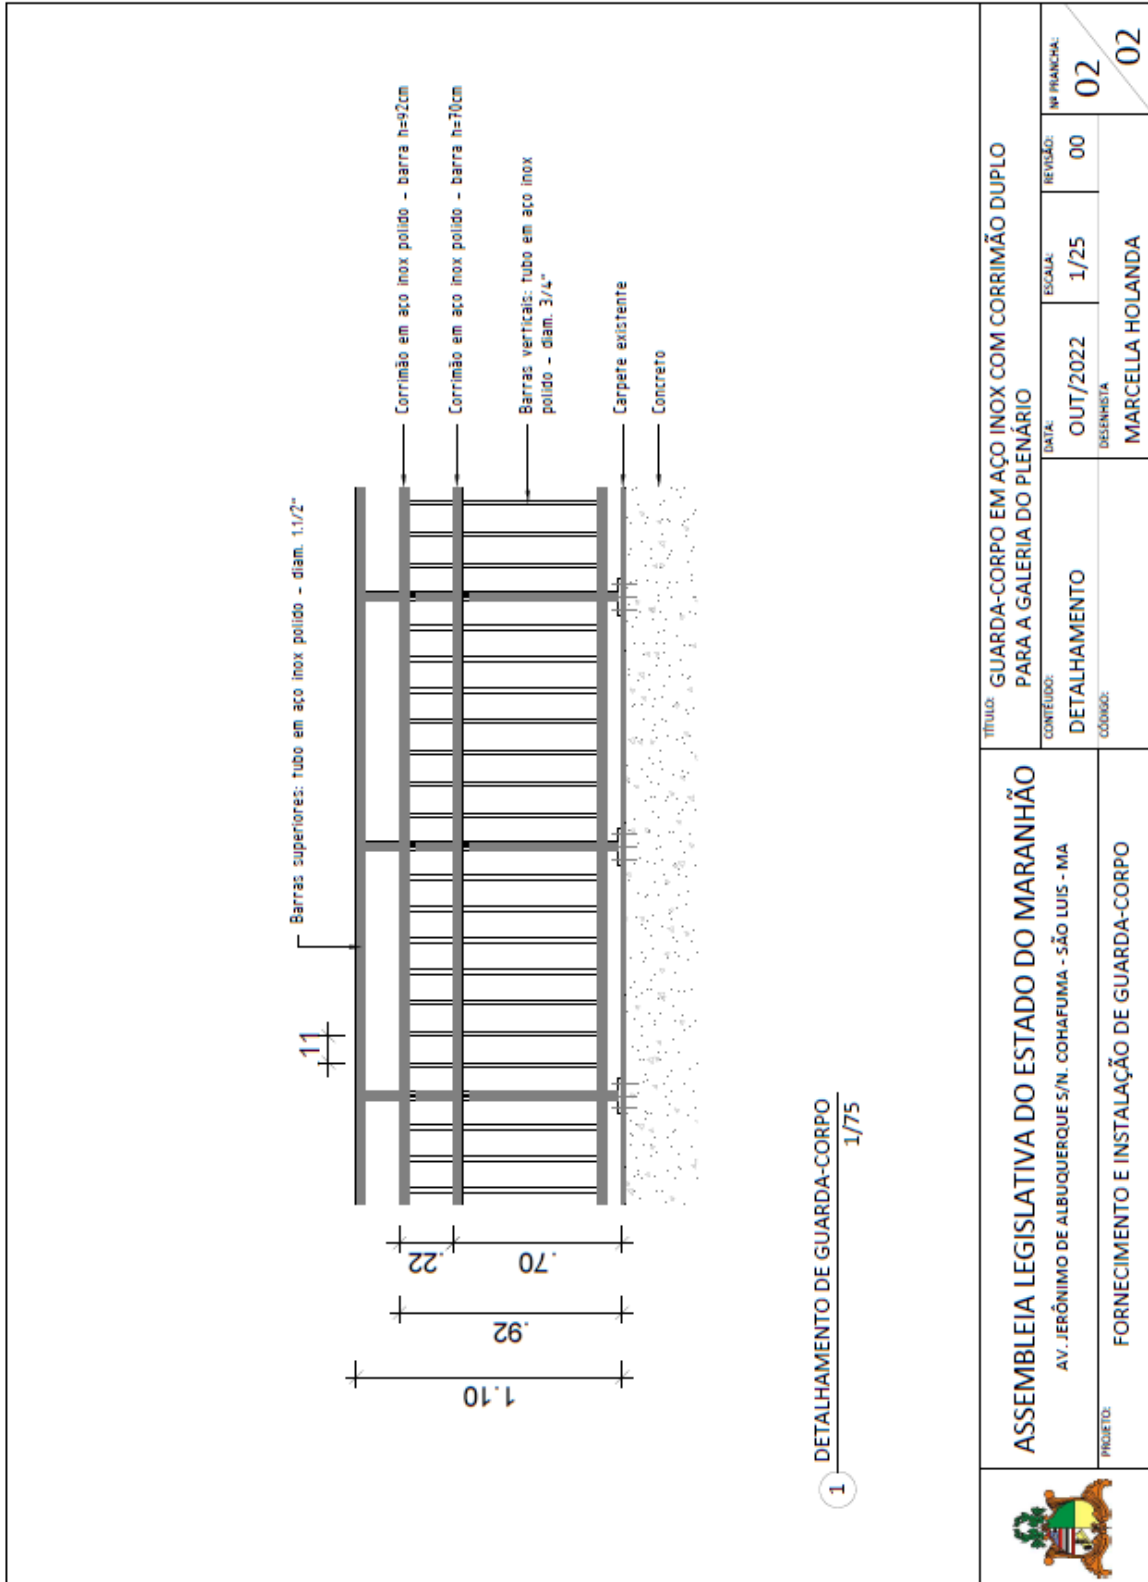 Barras superiores: tubo em aço inox polido - diam. 1.1/2"
11
Corrimão em aço inox polido - barra h=92cm
Corrimão em aço inox polido - barra h=70cm
Barras verticais: tubo em aço inox
polido - diam. 3/4"
Carpete existente
Concreto
.22
.70
.92
1.10
1
DETALHAMENTO DE GUARDA-CORPO
1/75
ASSEMBLEIA LEGISLATIVA DO ESTADO DO MARANHÃO
AV. JERÔNIMO DE ALBUQUERQUE S/N. COHAFUMA - SÃO LUIS - MA
PROJETO:
FORNECIMENTO E INSTALAÇÃO DE GUARDA-CORPO
TÍTULO: GUARDA-CORPO EM AÇO INOX COM CORRIMÃO DUPLO
PARA A GALERIA DO PLENÁRIO
CONTEÚDO:
DETALHAMENTO
CÓDIGO:
DATA:
OUT/2022
ESCALA:
1/25
REVISÃO:
00
Nº PRANCHA:
02
02
DESENHISTA
MARCELLA HOLANDA